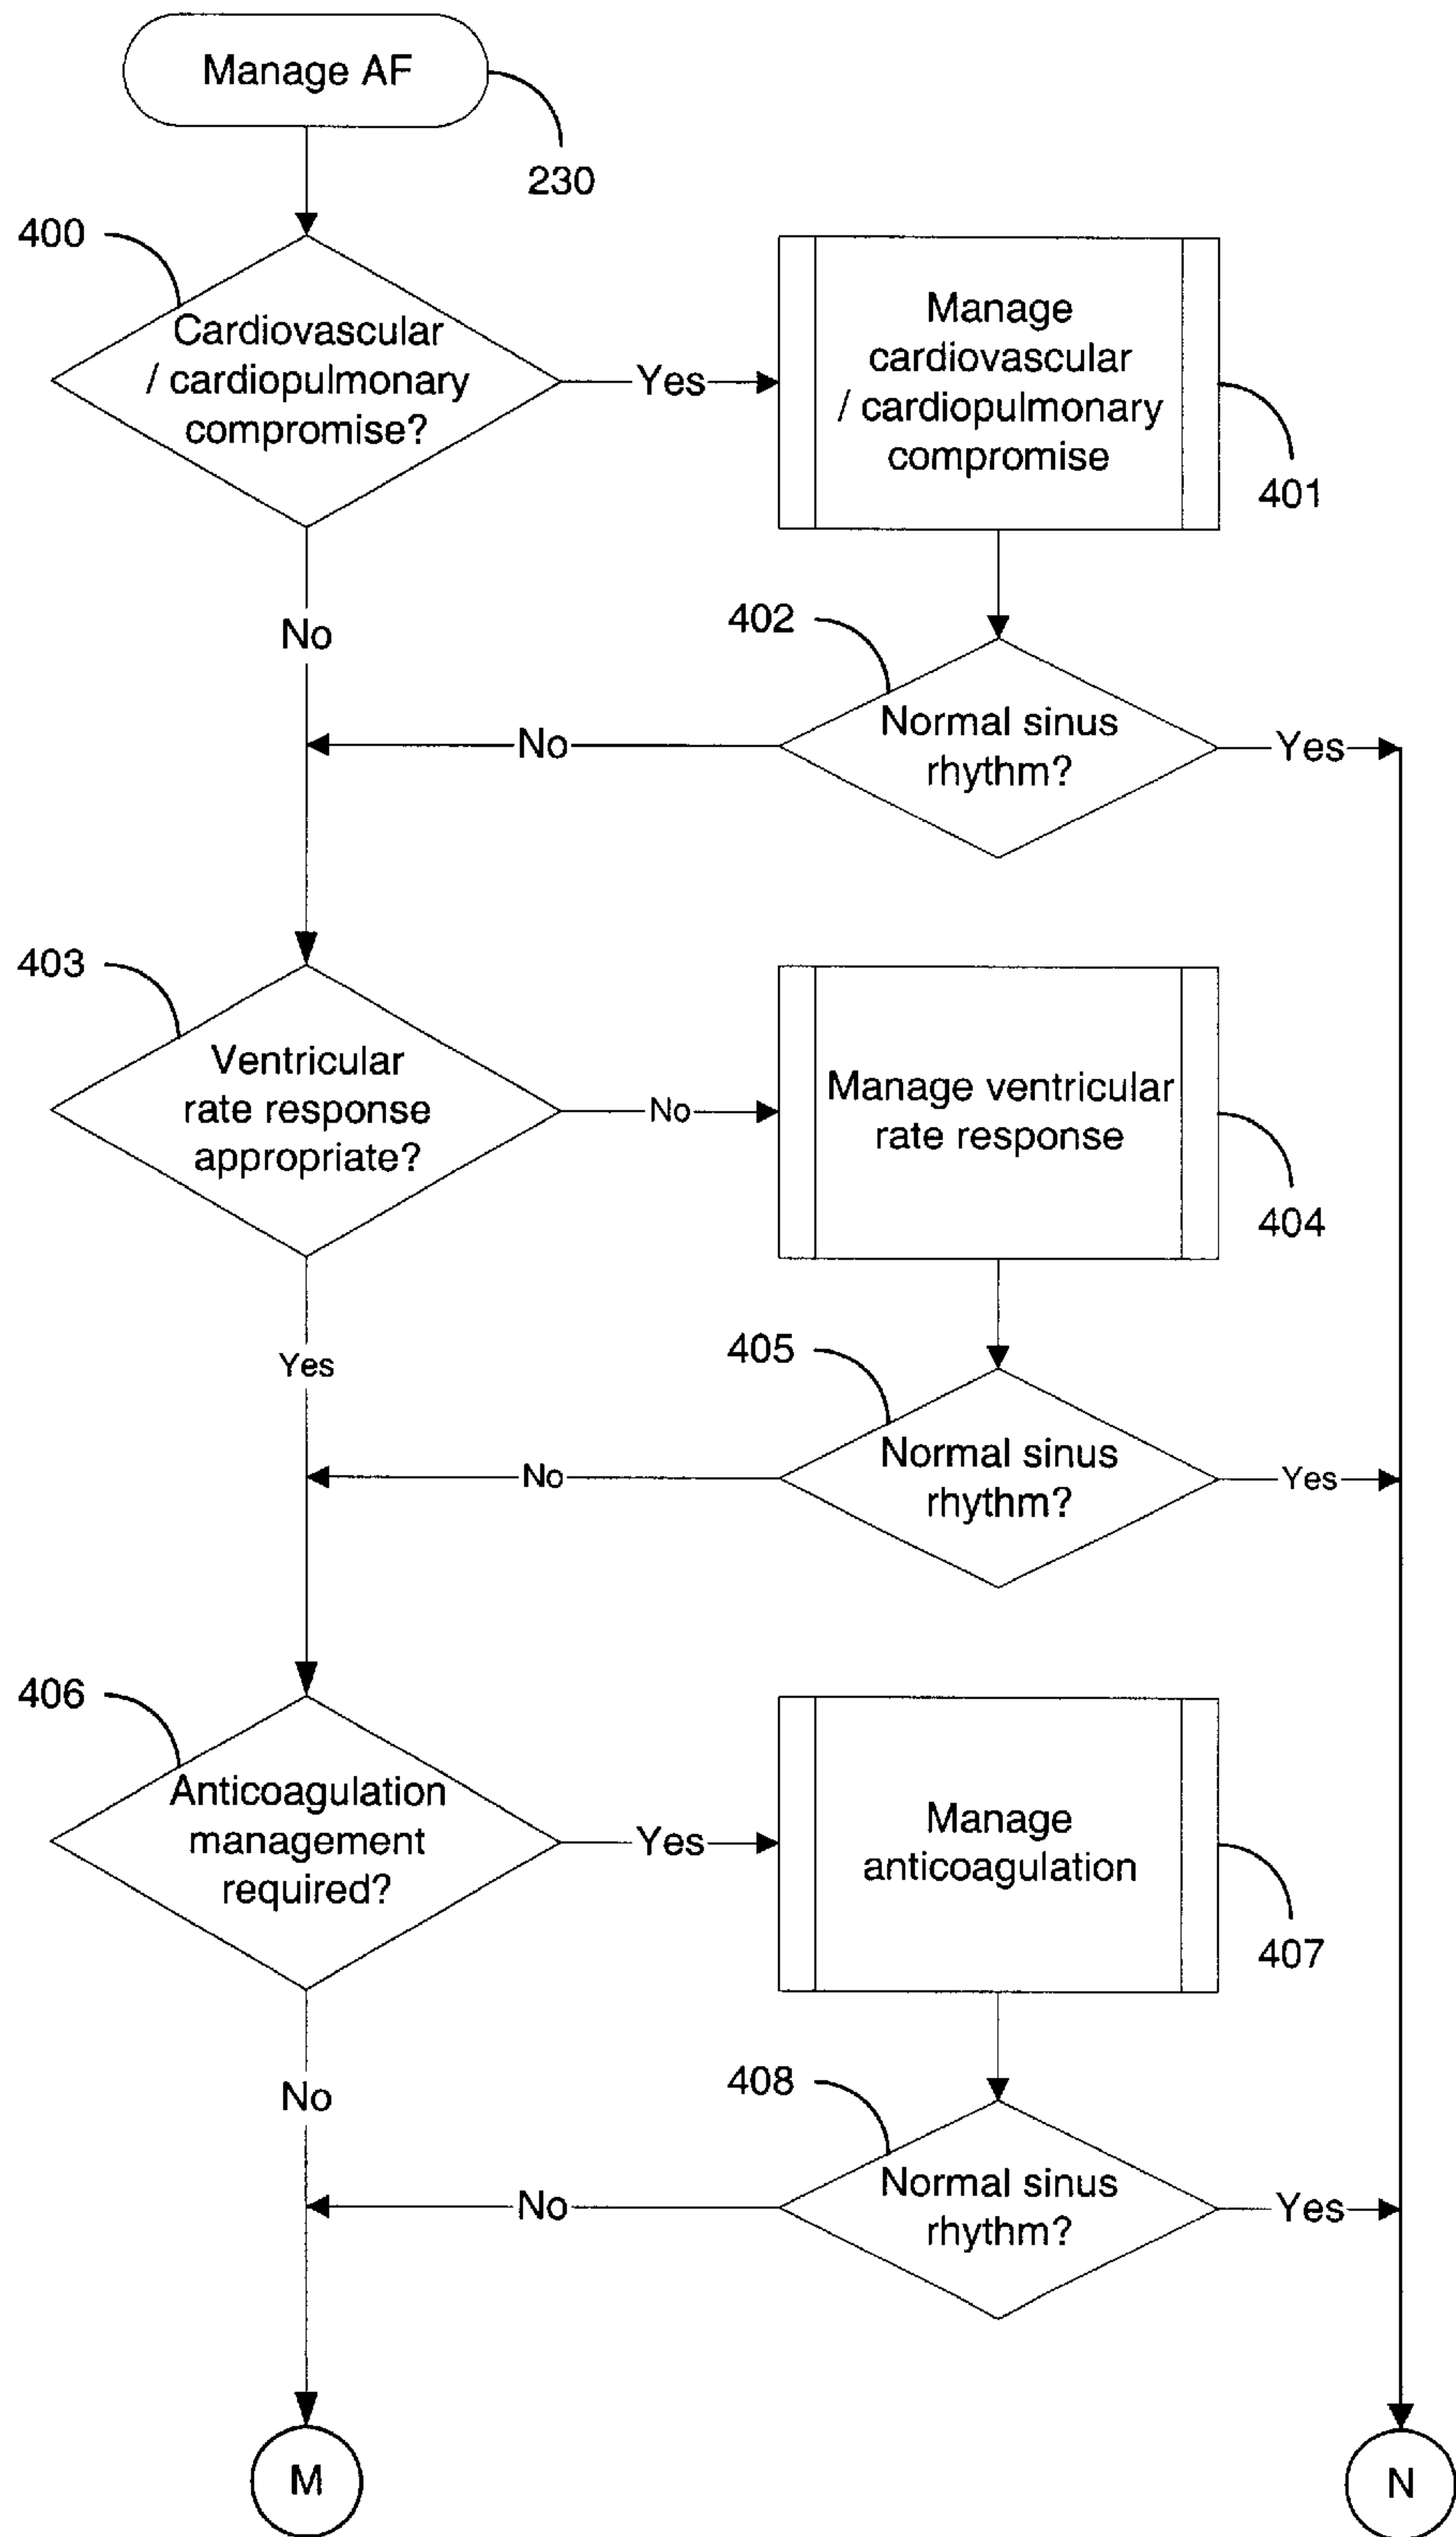 Manage AF
230
400
Cardiovascular
/ cardiopulmonary
compromise?
Yes
Manage
cardiovascular
/ cardiopulmonary
compromise
401
No
402
Normal sinus
rhythm?
No
Yes
403
Ventricular
rate response
appropriate?
No
Manage ventricular
rate response
404
Yes
405
Normal sinus
rhythm?
No
Yes
406
Anticoagulation
management
required?
Yes
Manage
anticoagulation
407
No
408
Normal sinus
rhythm?
No
Yes
M
N